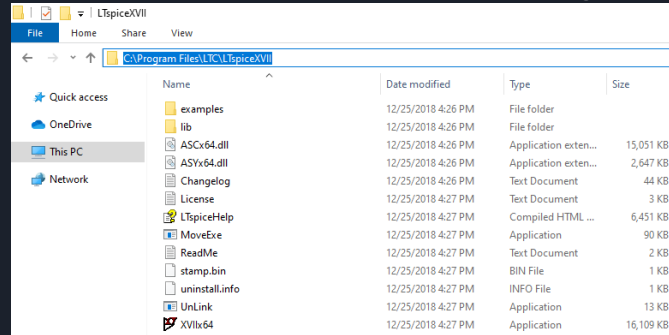 LTspiceXVII
File Home Share View
C:\Program Files\LTC\LTspiceXVII
Name Date modified Type Size
Quick access
OneDrive
This PC
Network
examples 12/25/2018 4:26 PM File folder
lib 12/25/2018 4:26 PM File folder
ASCx64.dll 12/25/2018 4:26 PM Application exten... 15,051 KB
ASYx64.dll 12/25/2018 4:26 PM Application exten... 2,647 KB
Changelog 12/25/2018 4:26 PM Text Document 44 KB
License 12/25/2018 4:27 PM Text Document 3 KB
LTspiceHelp 12/25/2018 4:27 PM Compiled HTML ... 6,451 KB
MoveExe 12/25/2018 4:27 PM Application 90 KB
ReadMe 12/25/2018 4:27 PM Text Document 2 KB
stamp.bin 12/25/2018 4:27 PM BIN File 1 KB
uninstall.info 12/25/2018 4:27 PM INFO File 1 KB
UnLink 12/25/2018 4:27 PM Application 13 KB
XVIIx64 12/25/2018 4:27 PM Application 16,109 KB